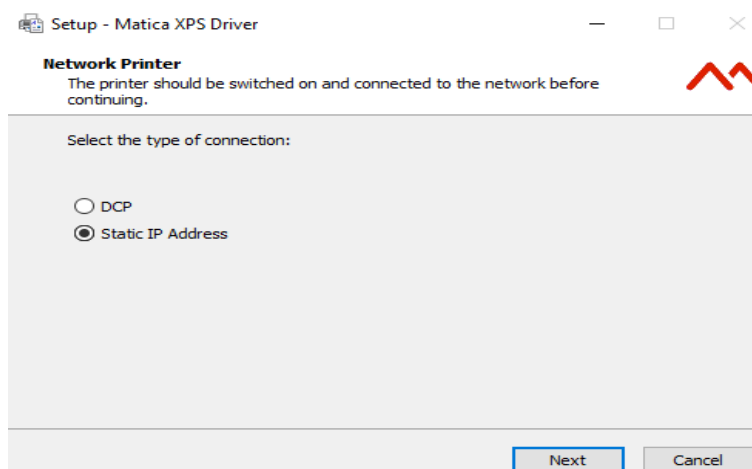 Setup - Matica XPS Driver
Network Printer
The printer should be switched on and connected to the network before
continuing.
Select the type of connection:
DCP
Static IP Address
Next
Cancel